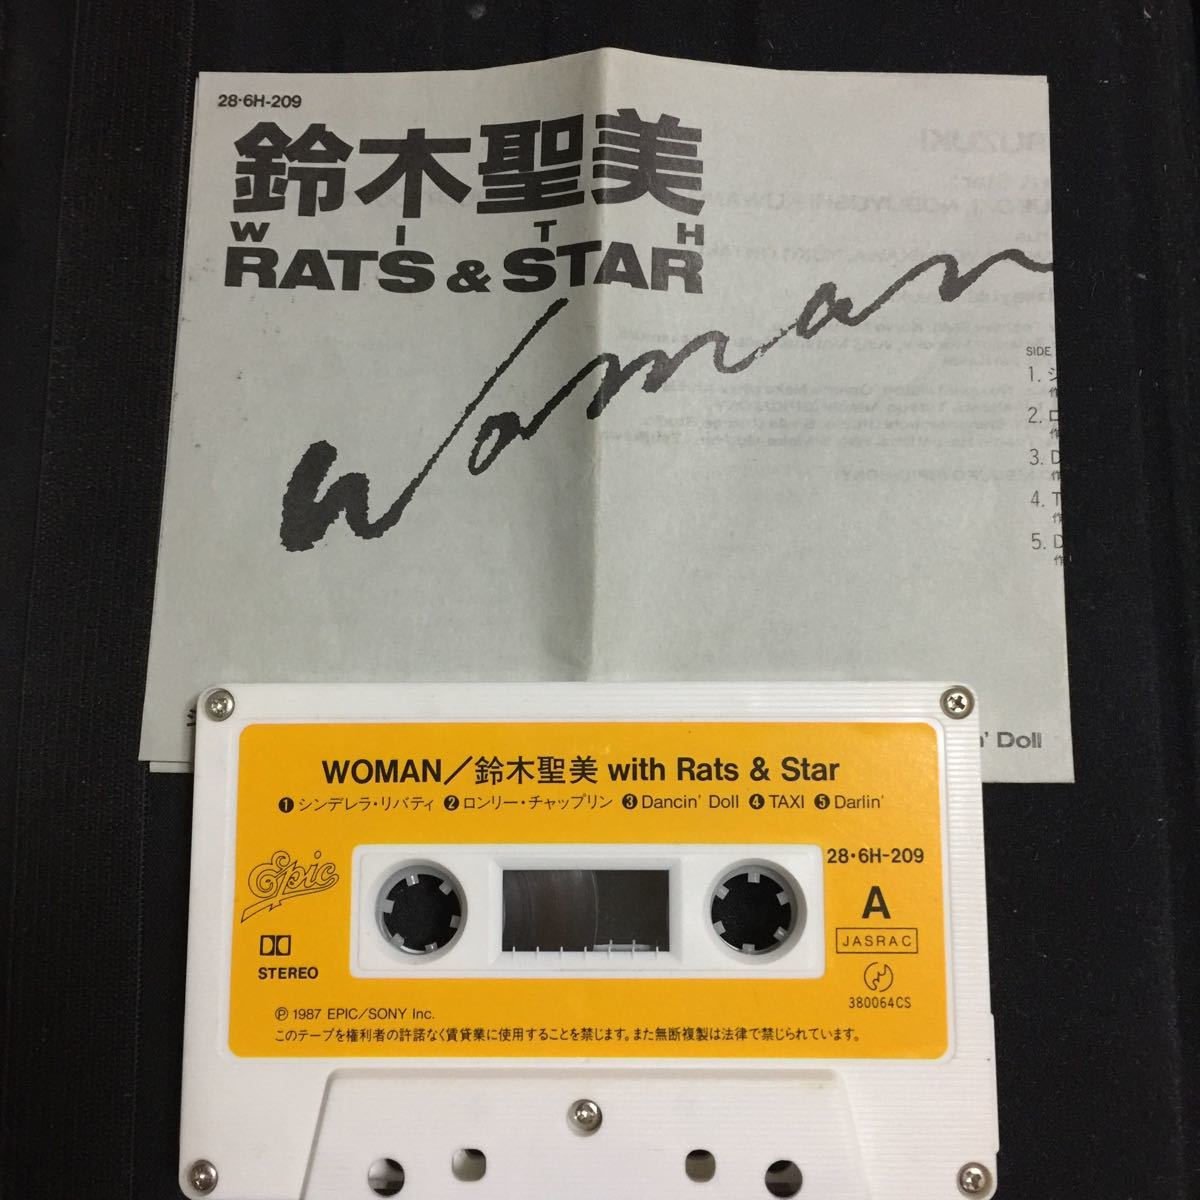 28・6H-209
鈴木聖美
WITH
RATS & STAR
Woman
SIDE
1. シ
2. ロ
3. D
4. T
5. D
n' Doll
WOMAN／鈴木聖美 with Rats & Star
❶シンデレラ・リバティ ❷ロンリー・チャップリン ❸Dancin' Doll ❹TAXI ❺Darlin'
Epic
28・6H-209
A
JASRAC
STEREO
380064CS
Ⓟ 1987 EPIC/SONY Inc.
このテープを権利者の許諾なく賃貸業に使用することを禁じます。また無断複製は法律で禁じられています。